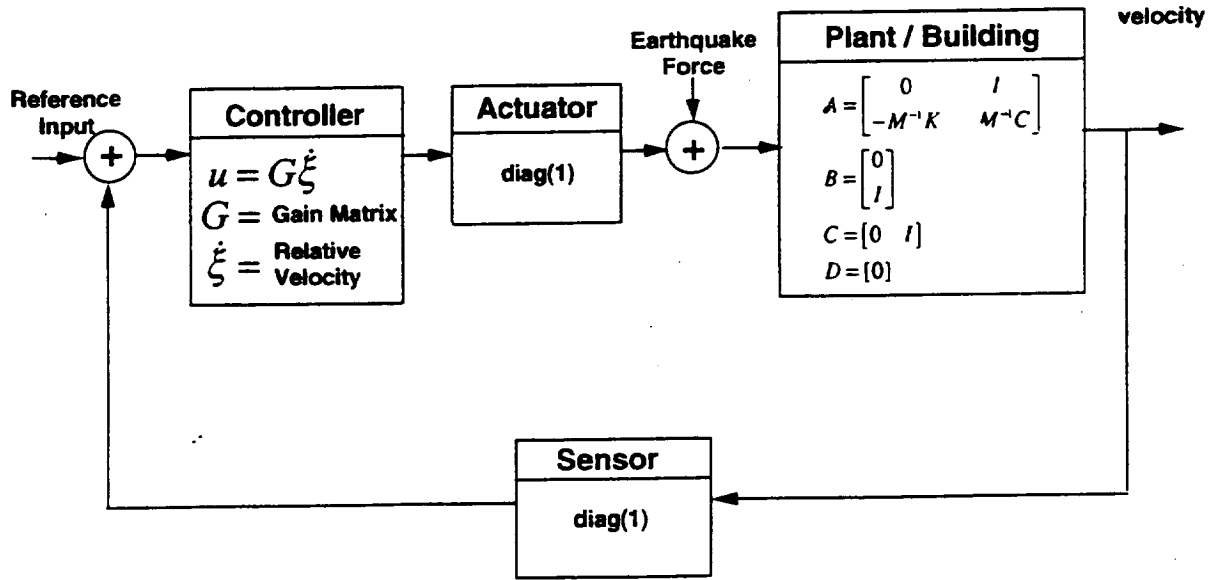 velocity
Plant / Building
Earthquake
Force
A = [ 0 I
-M⁻¹K M⁻¹C ]
B = [ 0
I ]
C = [0 I]
D = [0]
Reference
Input
+
Controller
u = Gξ̇
G = Gain Matrix
ξ̇ = Relative
Velocity
Actuator
diag(1)
+
Sensor
diag(1)